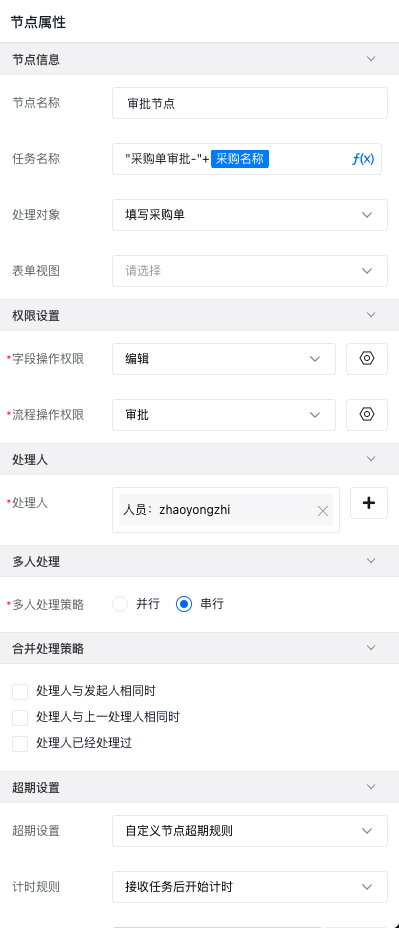 节点属性
节点信息
节点名称 审批节点
任务名称 "采购单审批-"+ 采购名称 f(x)
处理对象 填写采购单
表单视图 请选择
权限设置
*字段操作权限 编辑
*流程操作权限 审批
处理人
*处理人 人员：zhaoyongzhi
多人处理
*多人处理策略 并行 串行
合并处理策略
处理人与发起人相同时
处理人与上一处理人相同时
处理人已经处理过
超期设置
超期设置 自定义节点超期规则
计时规则 接收任务后开始计时